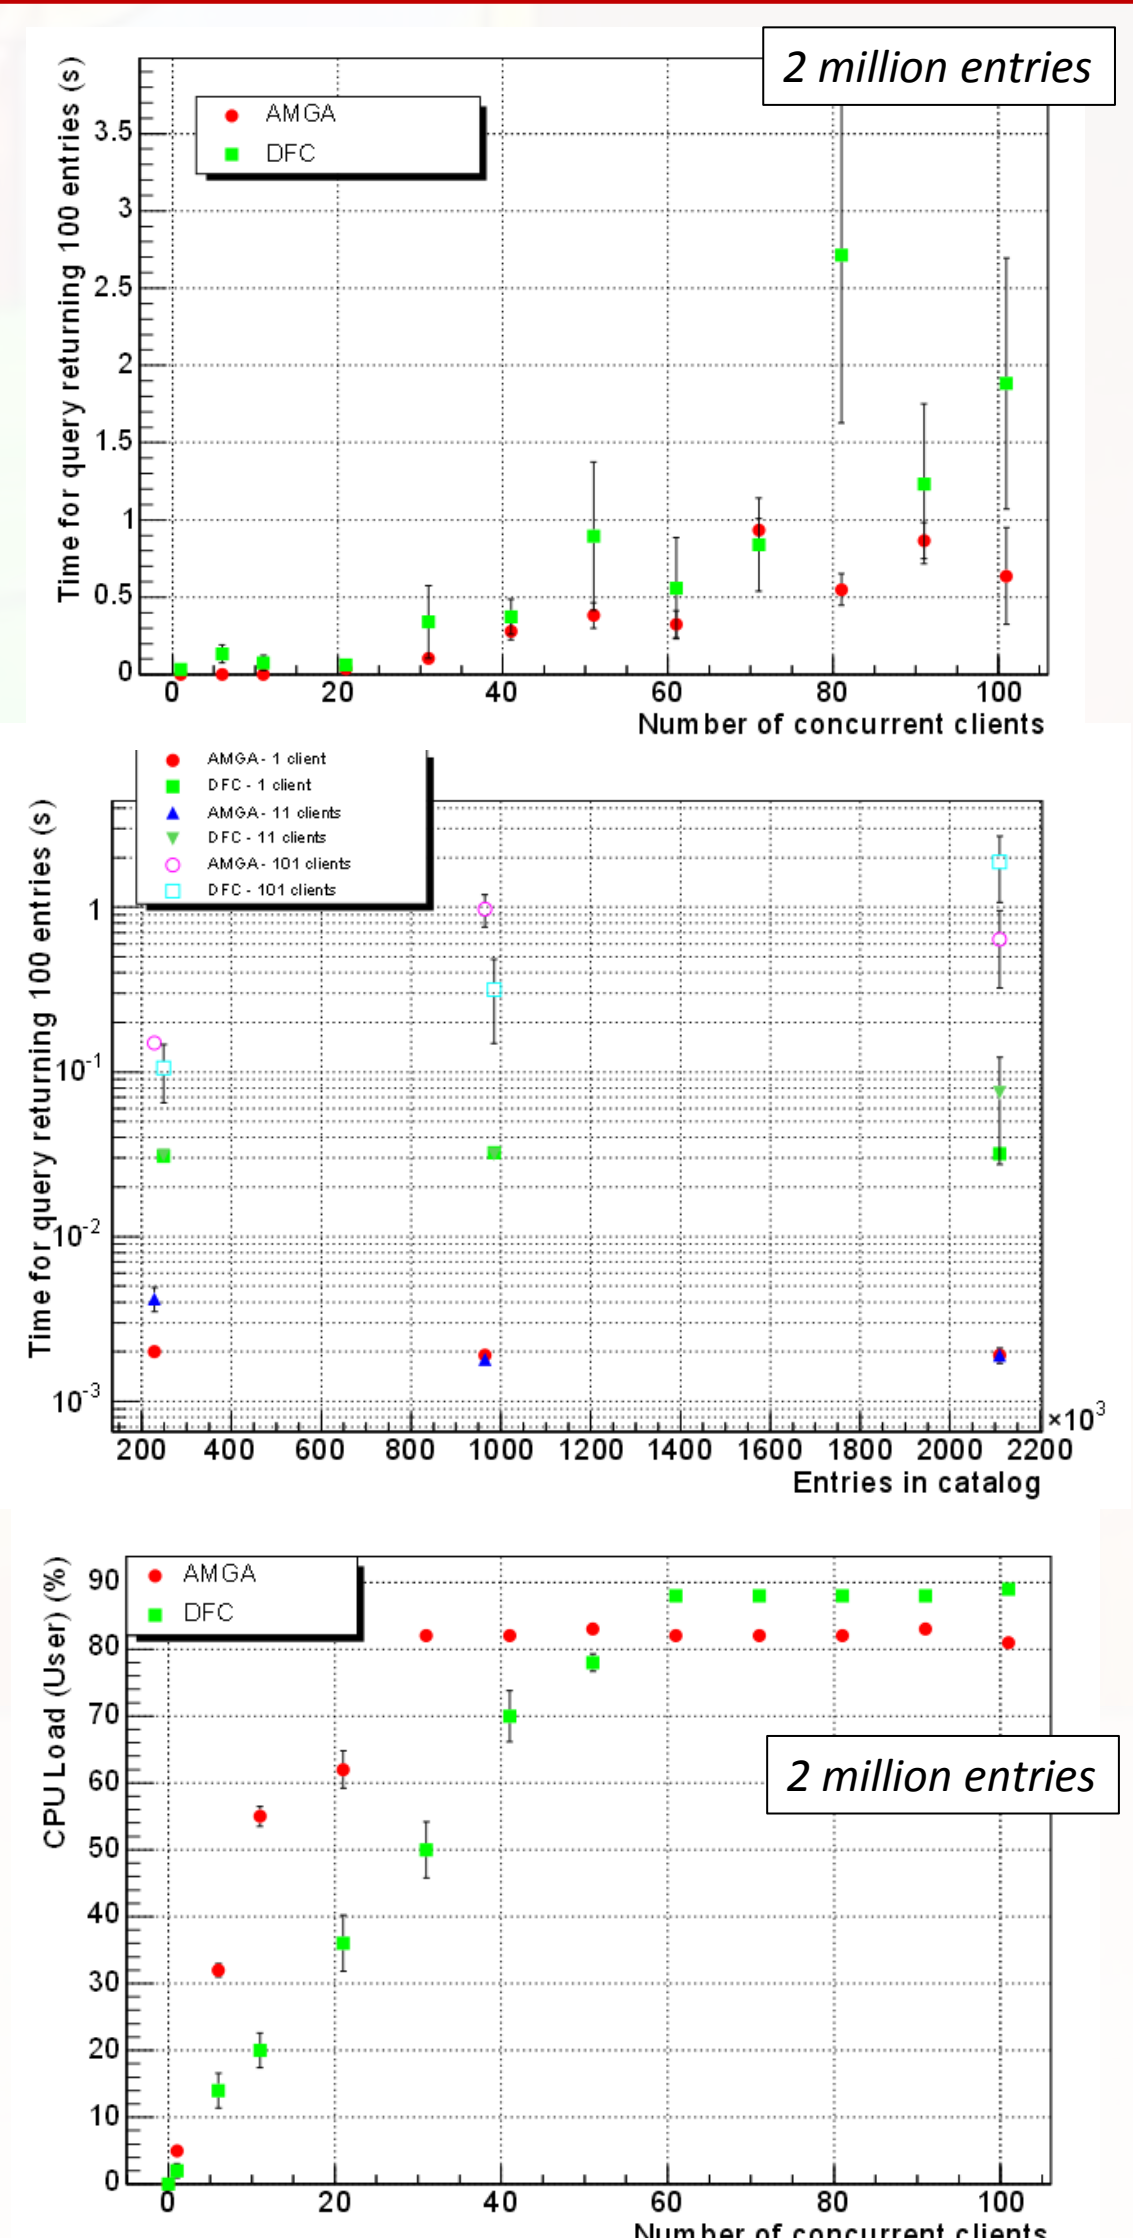 2 million entries
Time for query returning 100 entries (s)
AMGA
DFC
3.5
3
2.5
2
1.5
1
0.5
0
0 20 40 60 80 100
Number of concurrent clients
AMGA - 1 client
DFC - 1 client
AMGA - 11 clients
DFC - 11 clients
AMGA - 101 clients
DFC - 101 clients
Time for query returning 100 entries (s)
1
10-1
10-2
10-3
×103
200 400 600 800 1000 1200 1400 1600 1800 2000 2200
Entries in catalog
CPU Load (User) (%)
AMGA
DFC
90
80
70
2 million entries
60
50
40
30
20
10
0
0 20 40 60 80 100
Number of concurrent clients